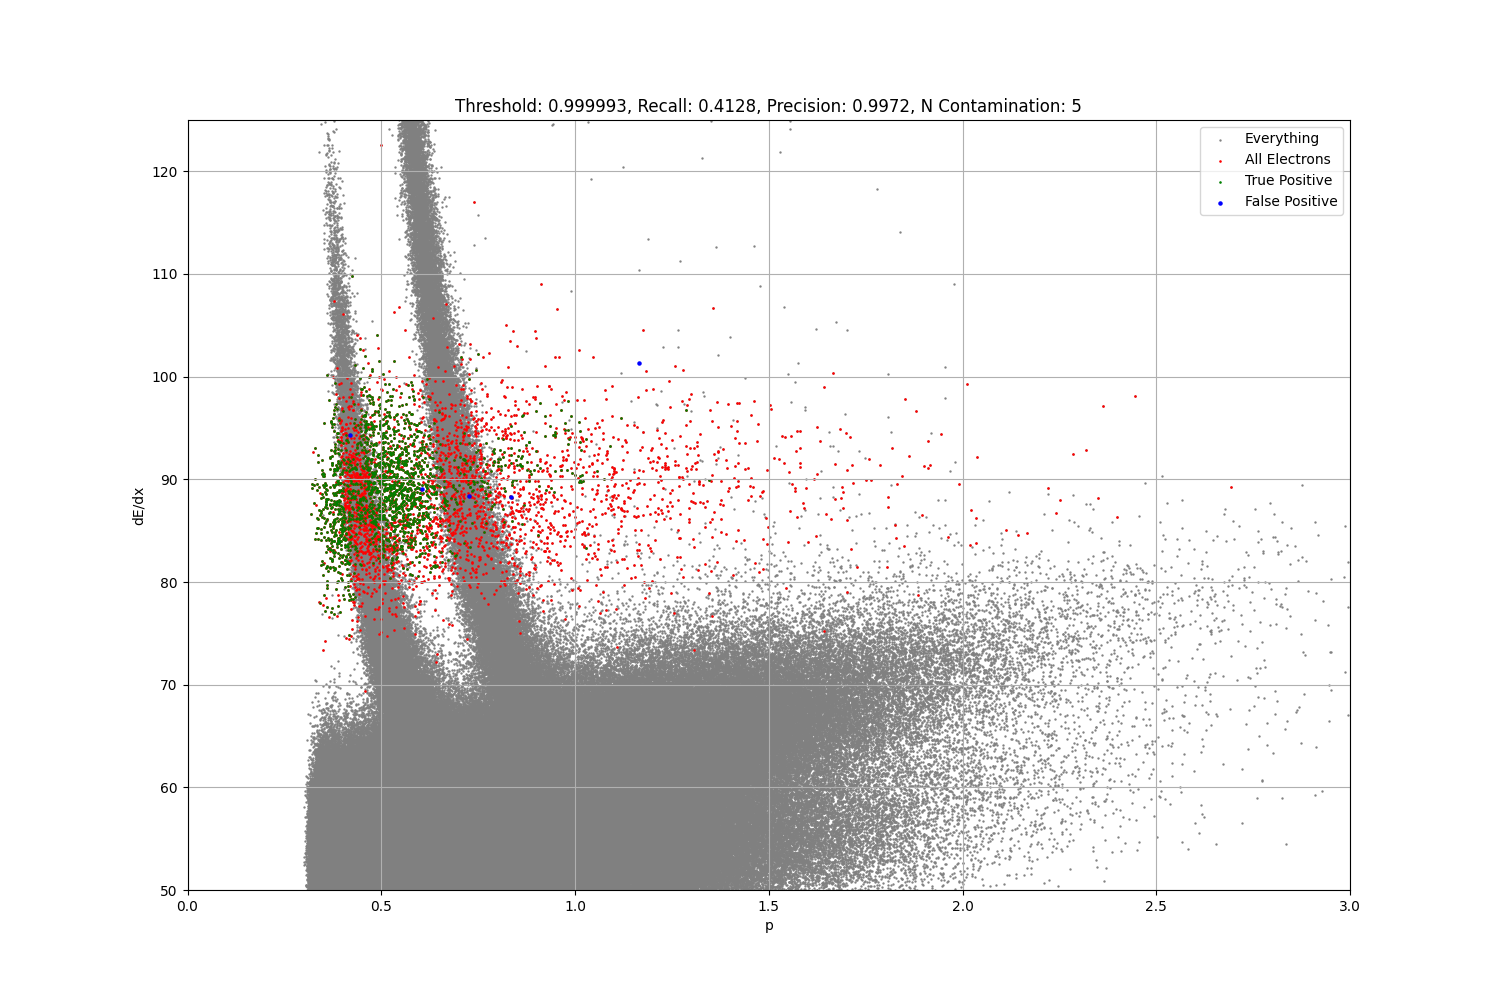 Threshold: 0.999993, Recall: 0.4128, Precision: 0.9972, N Contamination: 5
Everything
All Electrons
True Positive
False Positive
120
110
100
90
80
70
60
50
dE/dx
0.0 0.5 1.0 1.5 2.0 2.5 3.0
p